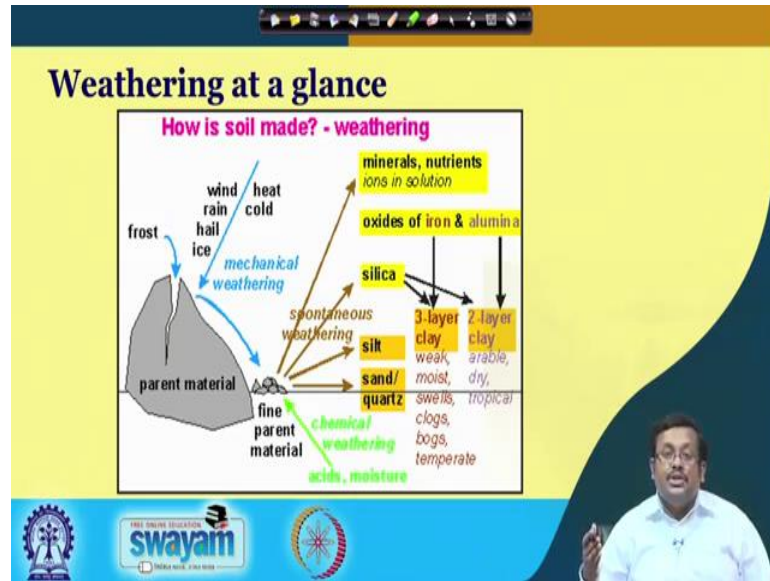 Weathering at a glance
How is soil made? - weathering
wind heat
rain cold
hail
ice
frost
mechanical
weathering
parent material
fine
parent
material
spontaneous
weathering
chemical
weathering
acids, moisture
minerals, nutrients
ions in solution
oxides of iron & alumina
silica
silt
sand/
quartz
3-layer
clay
weak,
moist,
swells,
clogs,
bogs,
temperate
2-layer
clay
arable,
dry,
tropical
FREE ONLINE EDUCATION
swayam